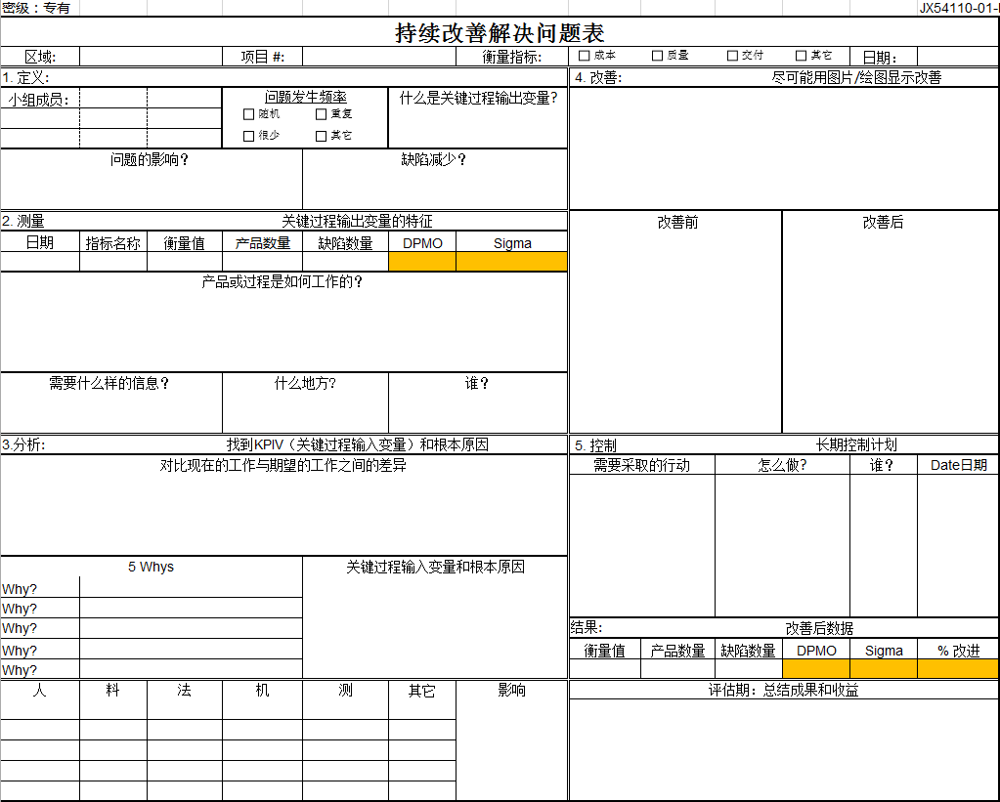 密级：专有
JX54110-01-
持续改善解决问题表
区域: 项目 #: 衡量指标: □ 成本 □ 质量 □ 交付 □ 其它 日期：
1. 定义:
小组成员：
问题发生频率
□ 随机 □ 重复
□ 很少 □ 其它
什么是关键过程输出变量?
问题的影响?
缺陷减少?
2. 测量 关键过程输出变量的特征
日期 指标名称 衡量值 产品数量 缺陷数量 DPMO Sigma
产品或过程是如何工作的?
需要什么样的信息? 什么地方? 谁?
3.分析: 找到KPIV（关键过程输入变量）和根本原因
对比现在的工作与期望的工作之间的差异
5 Whys
Why?
Why?
Why?
Why?
Why?
关键过程输入变量和根本原因
人 料 法 机 测 其它 影响
4. 改善: 尽可能用图片/绘图显示改善
改善前 改善后
5. 控制 长期控制计划
需要采取的行动 怎么做? 谁? Date日期
结果: 改善后数据
衡量值 产品数量 缺陷数量 DPMO Sigma % 改进
评估期：总结成果和收益